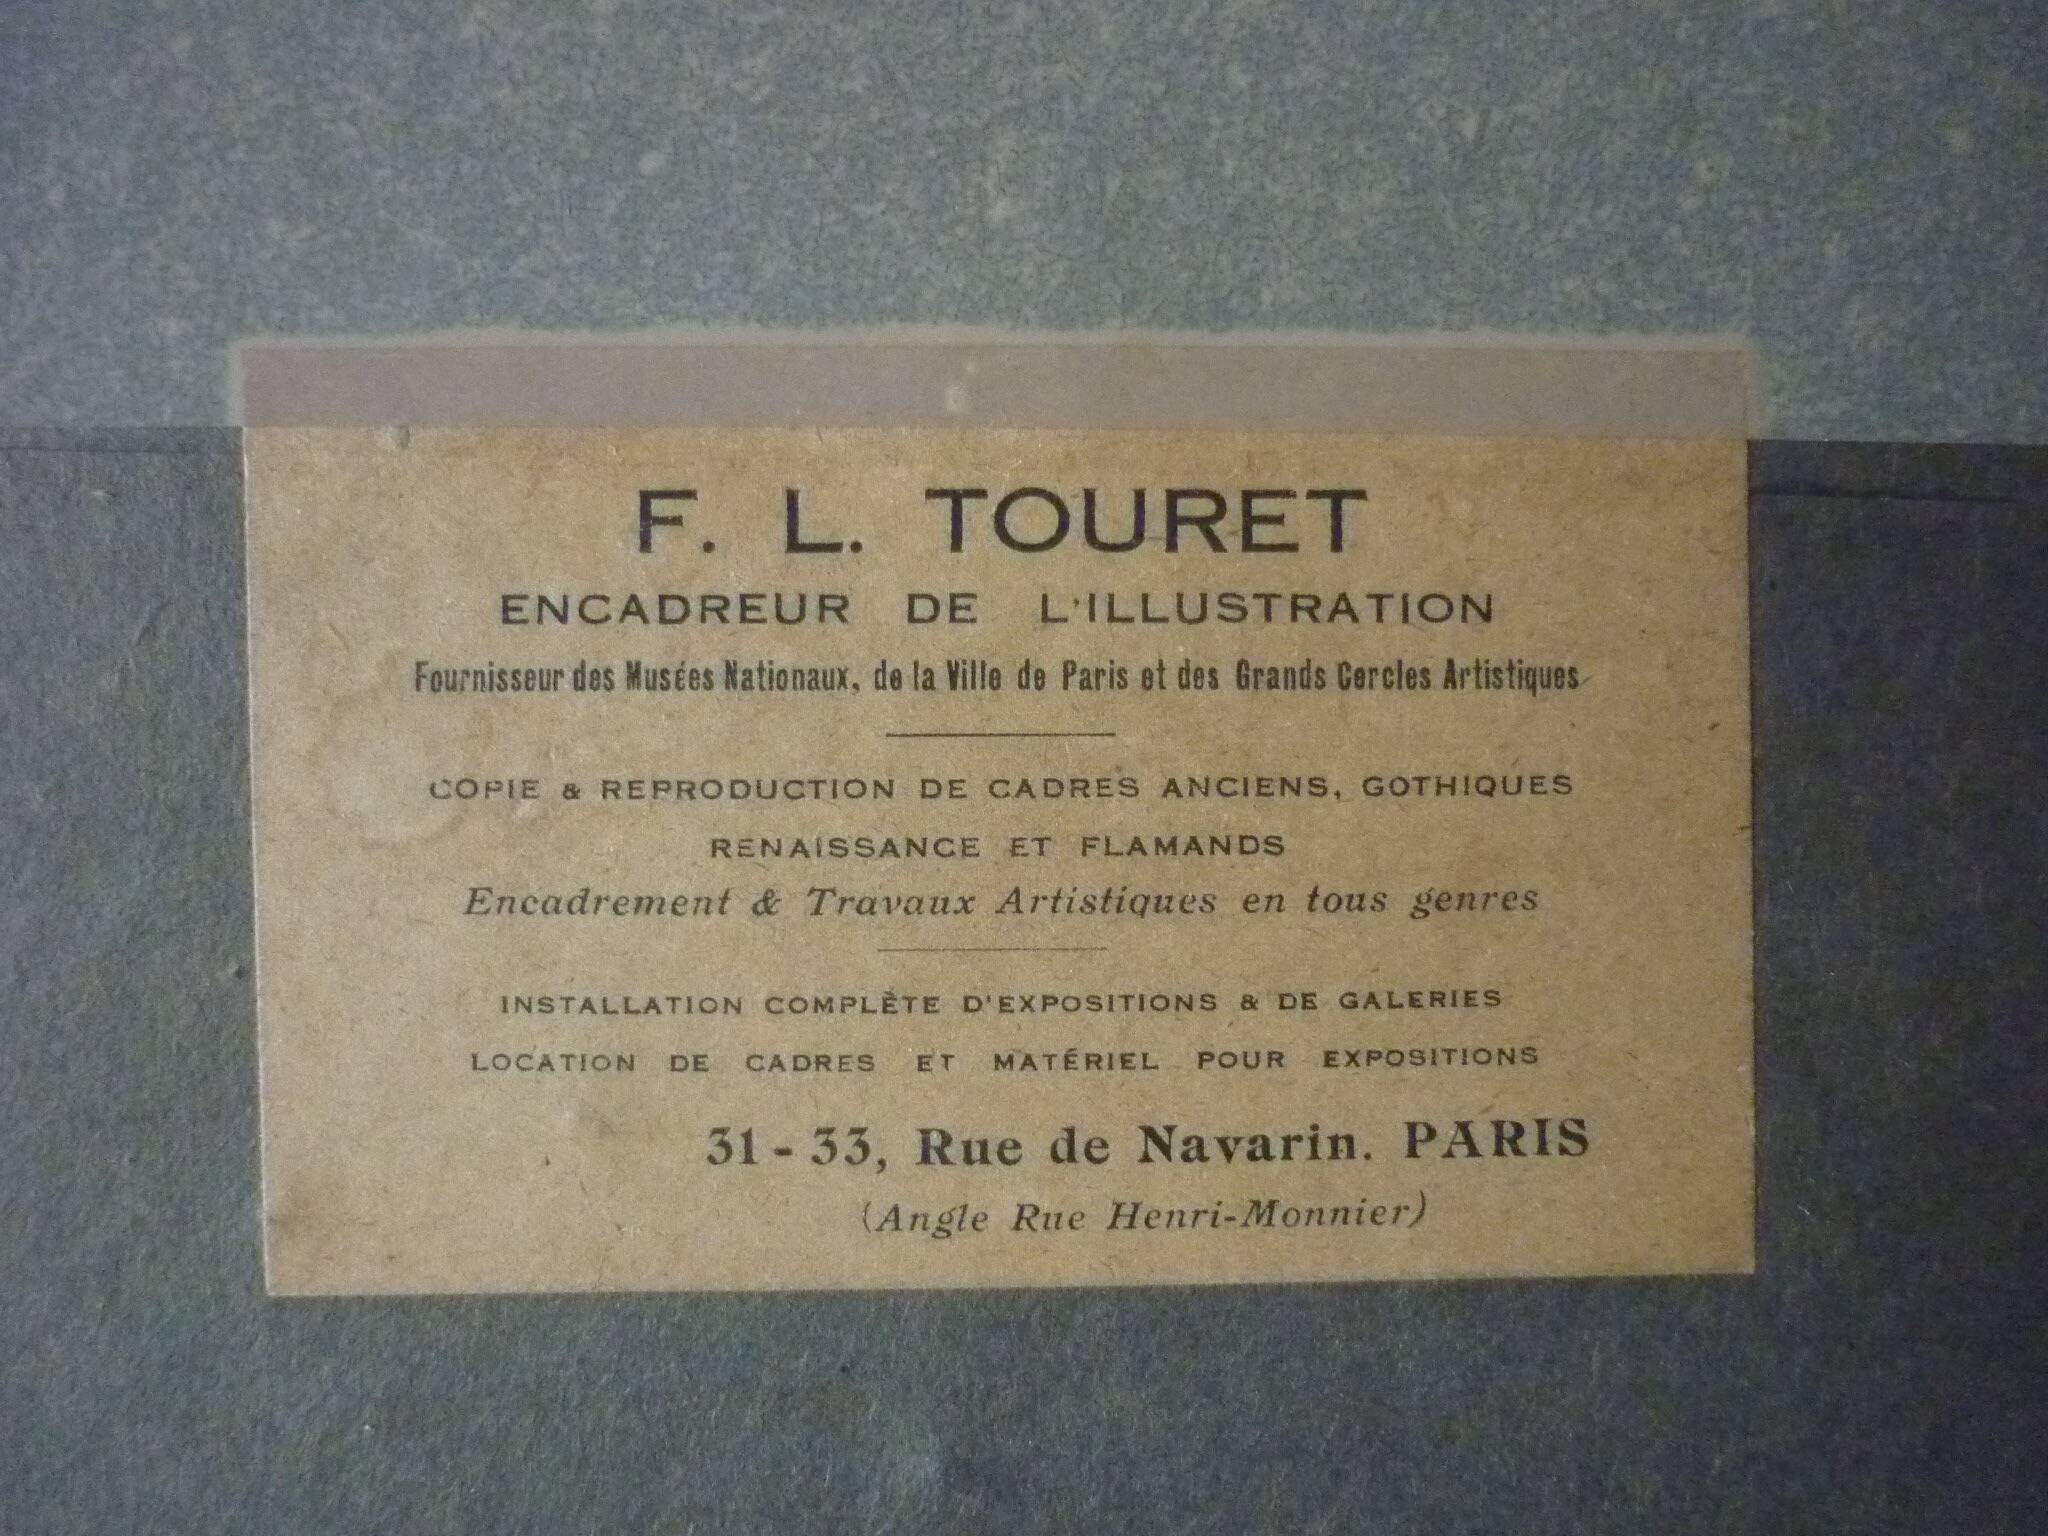 F. L. TOURET
ENCADREUR DE L'ILLUSTRATION
Fournisseur des Musées Nationaux, de la Ville de Paris et des Grands Cercles Artistiques
COPIE & REPRODUCTION DE CADRES ANCIENS, GOTHIQUES
RENAISSANCE ET FLAMANDS
Encadrement & Travaux Artistiques en tous genres
INSTALLATION COMPLÈTE D'EXPOSITIONS & DE GALERIES
LOCATION DE CADRES ET MATÉRIEL POUR EXPOSITIONS
31 - 33, Rue de Navarin. PARIS
(Angle Rue Henri-Monnier)